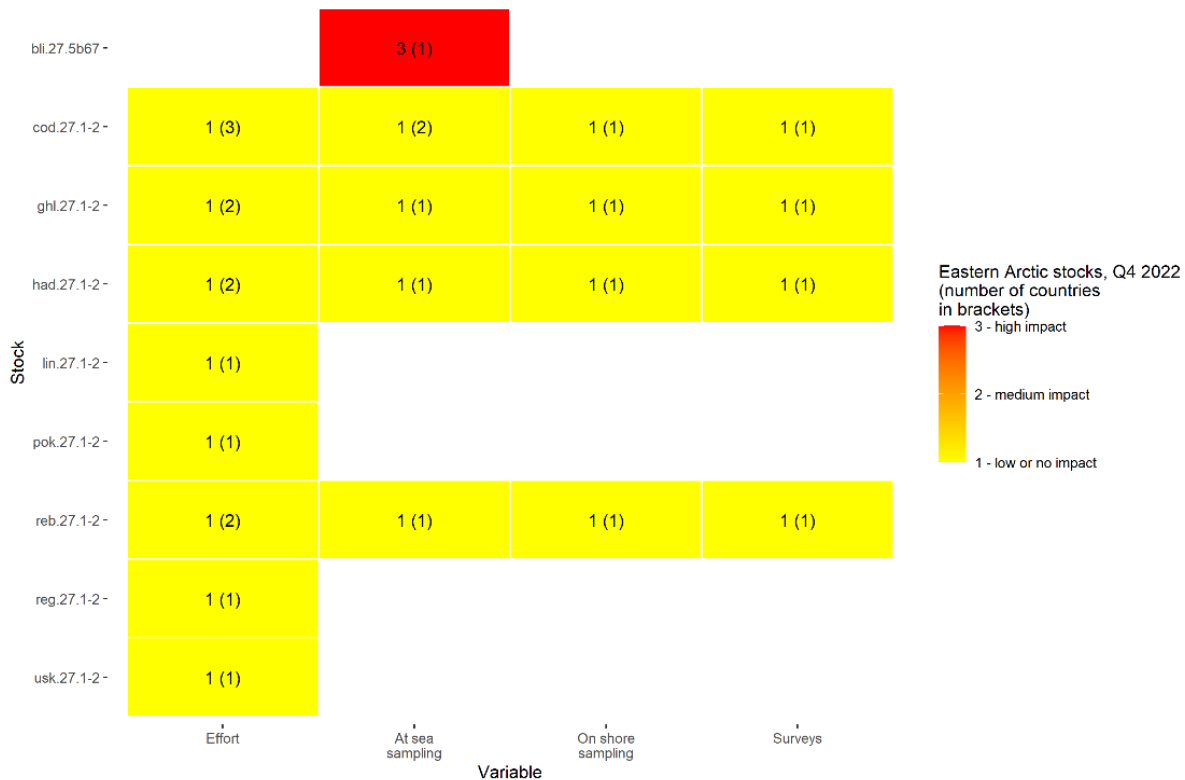 bli.27.5b67
3 (1)
cod.27.1-2
1 (3)
1 (2)
1 (1)
1 (1)
ghl.27.1-2
1 (2)
1 (1)
1 (1)
1 (1)
had.27.1-2
1 (2)
1 (1)
1 (1)
1 (1)
lin.27.1-2
1 (1)
pok.27.1-2
1 (1)
reb.27.1-2
1 (2)
1 (1)
1 (1)
1 (1)
reg.27.1-2
1 (1)
usk.27.1-2
1 (1)
Stock
Effort
At sea
sampling
On shore
sampling
Surveys
Variable
Eastern Arctic stocks, Q4 2022
(number of countries
in brackets)
3 - high impact
2 - medium impact
1 - low or no impact